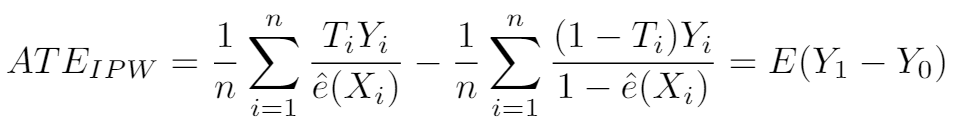 $ATE_{IPW} = \frac{1}{n} \sum_{i=1}^{n} \frac{T_i Y_i}{\hat{e}(X_i)} - \frac{1}{n} \sum_{i=1}^{n} \frac{(1 - T_i) Y_i}{1 - \hat{e}(X_i)} = E(Y_1 - Y_0)$